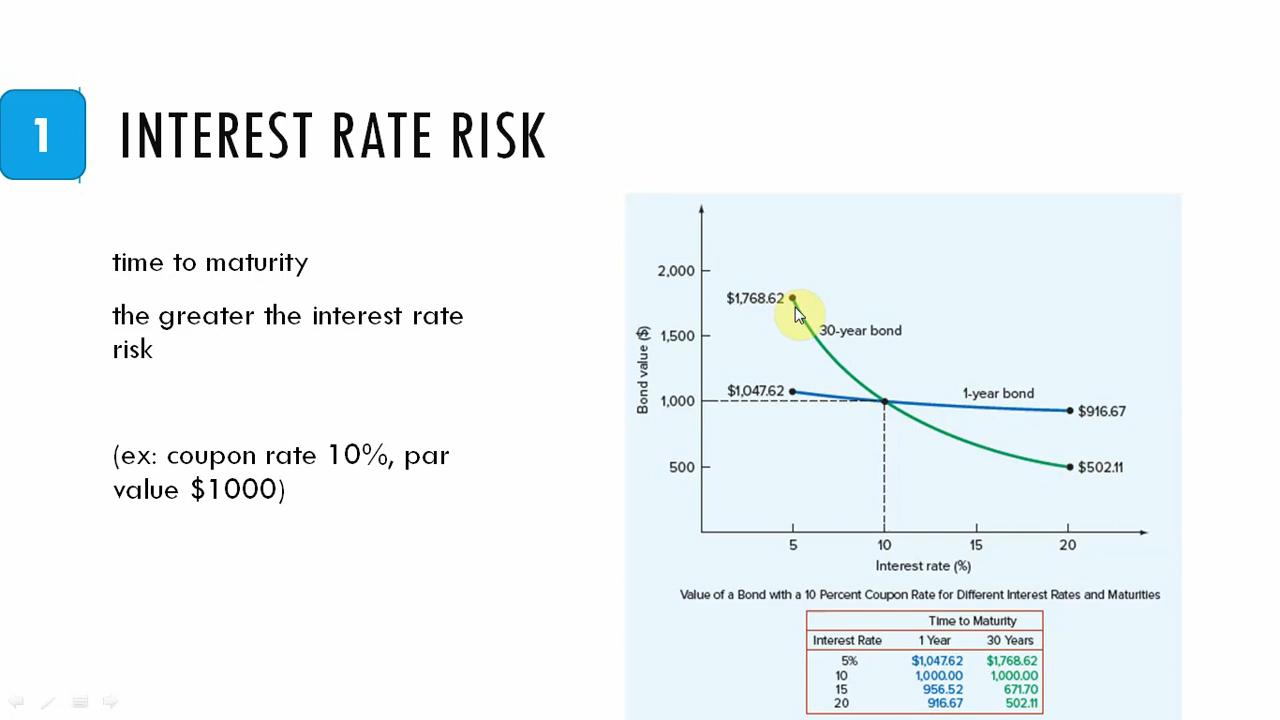 1
INTEREST RATE RISK
time to maturity
the greater the interest rate
risk
(ex: coupon rate 10%, par
value $1000)
2,000
$1,768.62
30-year bond
1,500
Bond value ($)
$1,047.62
1-year bond
1,000
$916.67
500
$502.11
5 10 15 20
Interest rate (%)
Value of a Bond with a 10 Percent Coupon Rate for Different Interest Rates and Maturities
Time to Maturity
Interest Rate 1 Year 30 Years
5% $1,047.62 $1,768.62
10 1,000.00 1,000.00
15 956.52 671.70
20 916.67 502.11